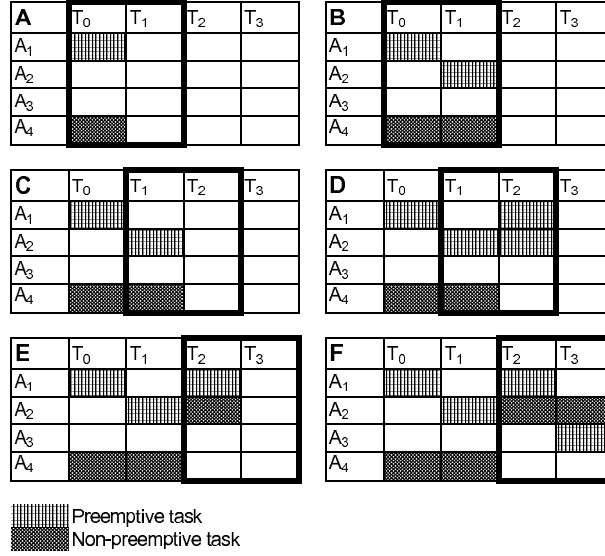 A T0 T1 T2 T3
A1
A2
A3
A4
B T0 T1 T2 T3
A1
A2
A3
A4
C T0 T1 T2 T3
A1
A2
A3
A4
D T0 T1 T2 T3
A1
A2
A3
A4
E T0 T1 T2 T3
A1
A2
A3
A4
F T0 T1 T2 T3
A1
A2
A3
A4
Preemptive task
Non-preemptive task